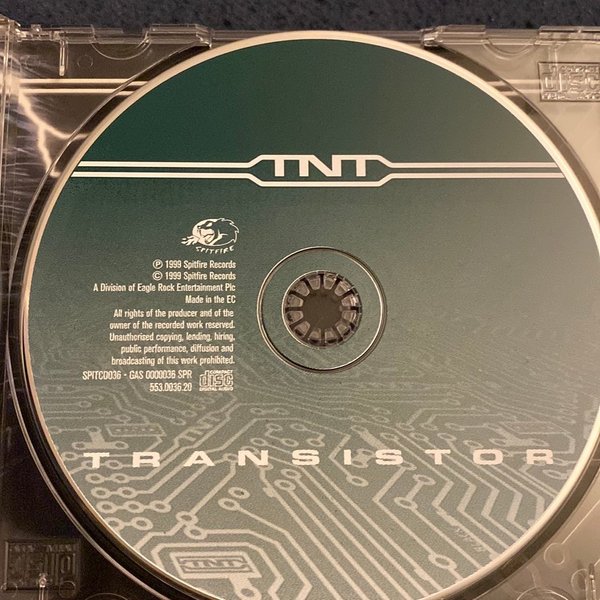 TNT
SPITFIRE
℗ 1999 Spitfire Records
© 1999 Spitfire Records
A Division of Eagle Rock Entertainment Plc
Made in the EC
All rights of the producer and of the
owner of the recorded work reserved.
Unauthorised copying, lending, hiring,
public performance, diffusion and
broadcasting of this work prohibited.
SPITCD036 - GAS 0000036 SPR
553.0036.20
COMPACT
disc
DIGITAL AUDIO
TRANSISTOR
TNT